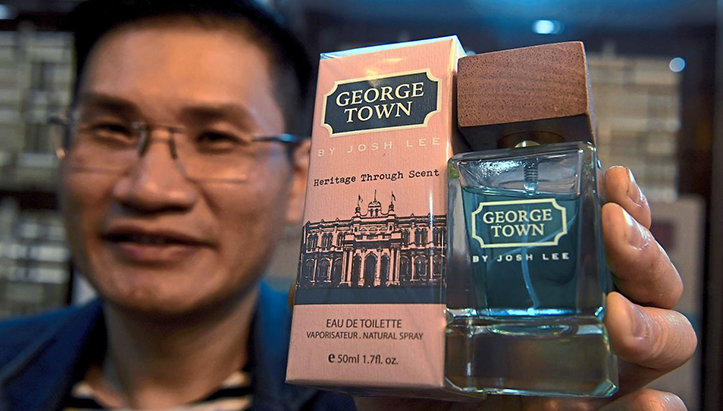 GEORGE
TOWN
BY JOSH LEE
Heritage Through Scent
EAU DE TOILETTE
VAPORISATEUR . NATURAL SPRAY
e 50ml 1.7fl. oz.
GEORGE
TOWN
BY JOSH LEE